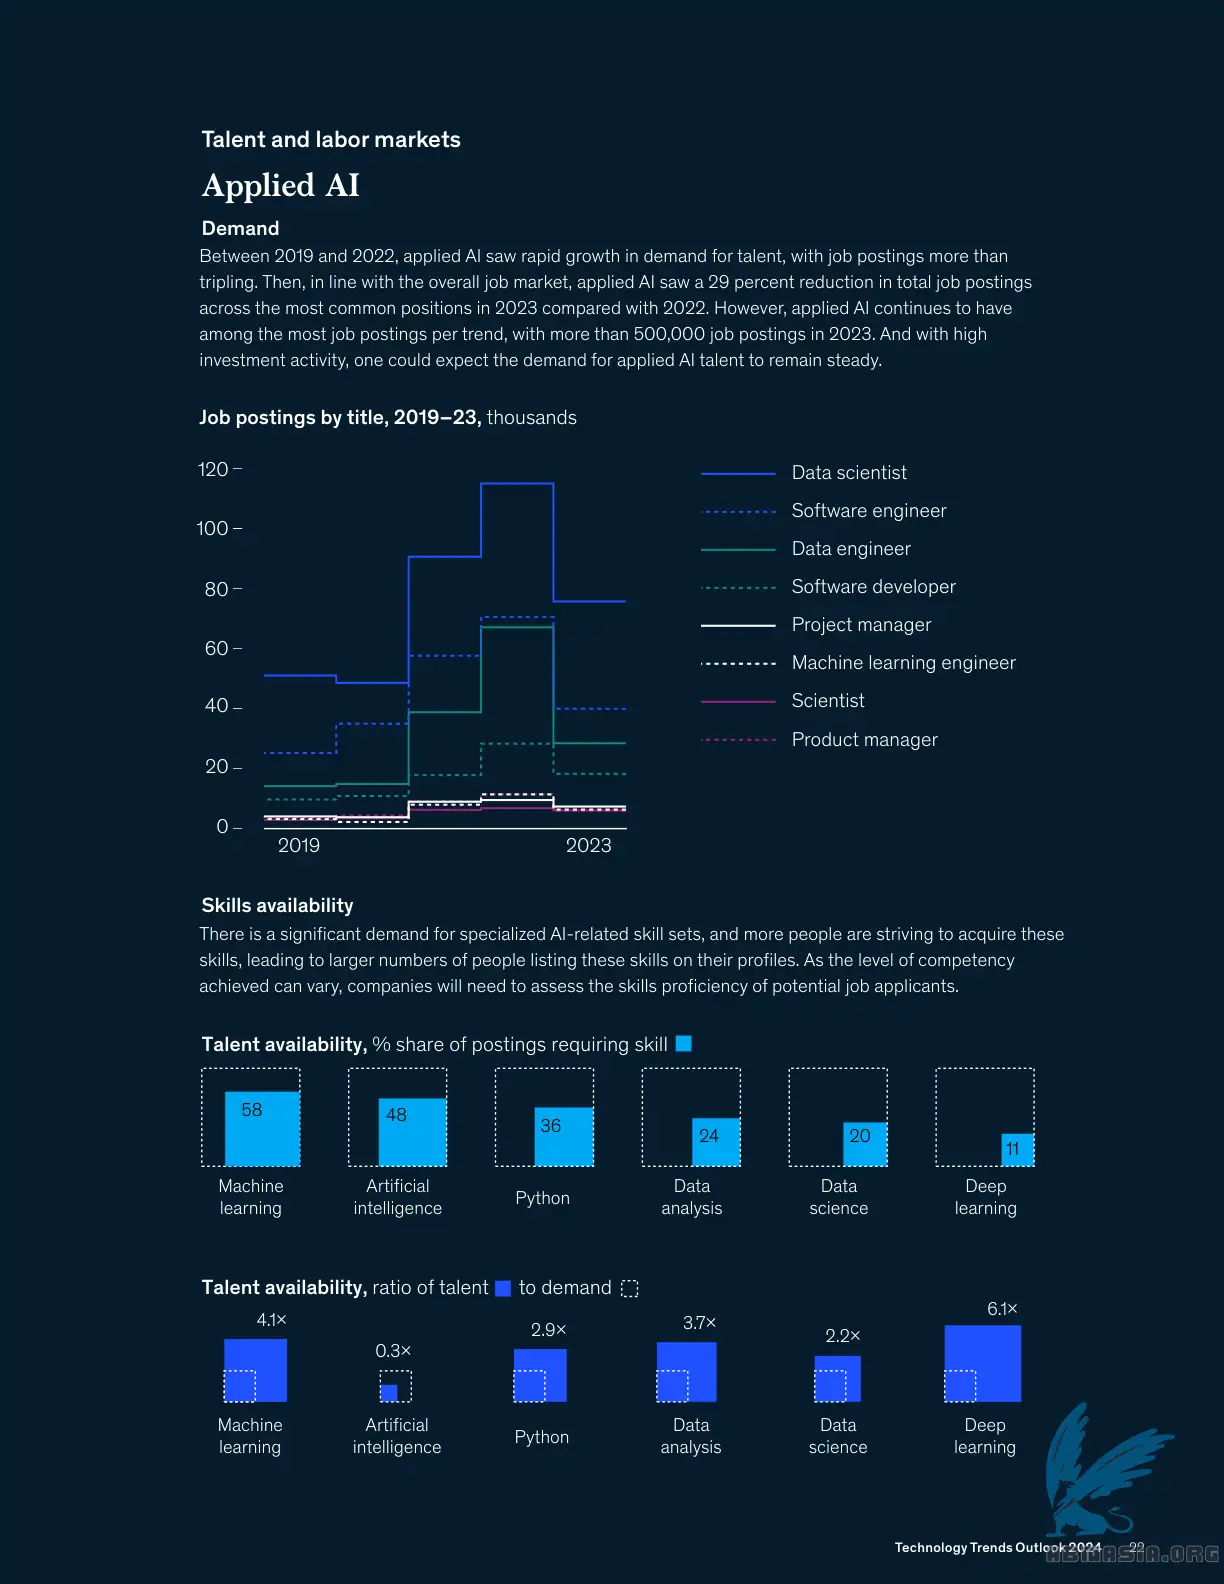 Talent and labor markets
Applied AI
Demand
Between 2019 and 2022, applied AI saw rapid growth in demand for talent, with job postings more than
tripling. Then, in line with the overall job market, applied AI saw a 29 percent reduction in total job postings
across the most common positions in 2023 compared with 2022. However, applied AI continues to have
among the most job postings per trend, with more than 500,000 job postings in 2023. And with high
investment activity, one could expect the demand for applied AI talent to remain steady.
Job postings by title, 2019–23, thousands
120
100
80
60
40
20
0
2019 2023
Data scientist
Software engineer
Data engineer
Software developer
Project manager
Machine learning engineer
Scientist
Product manager
Skills availability
There is a significant demand for specialized AI-related skill sets, and more people are striving to acquire these
skills, leading to larger numbers of people listing these skills on their profiles. As the level of competency
achieved can vary, companies will need to assess the skills proficiency of potential job applicants.
Talent availability, % share of postings requiring skill
58 48 36 24 20 11
Machine Artificial Python Data Data Deep
learning intelligence analysis science learning
Talent availability, ratio of talent to demand
4.1× 0.3× 2.9× 3.7× 2.2× 6.1×
Machine Artificial Python Data Data Deep
learning intelligence analysis science learning
Technology Trends Outlook 2024 22
ABMASIA.ORG